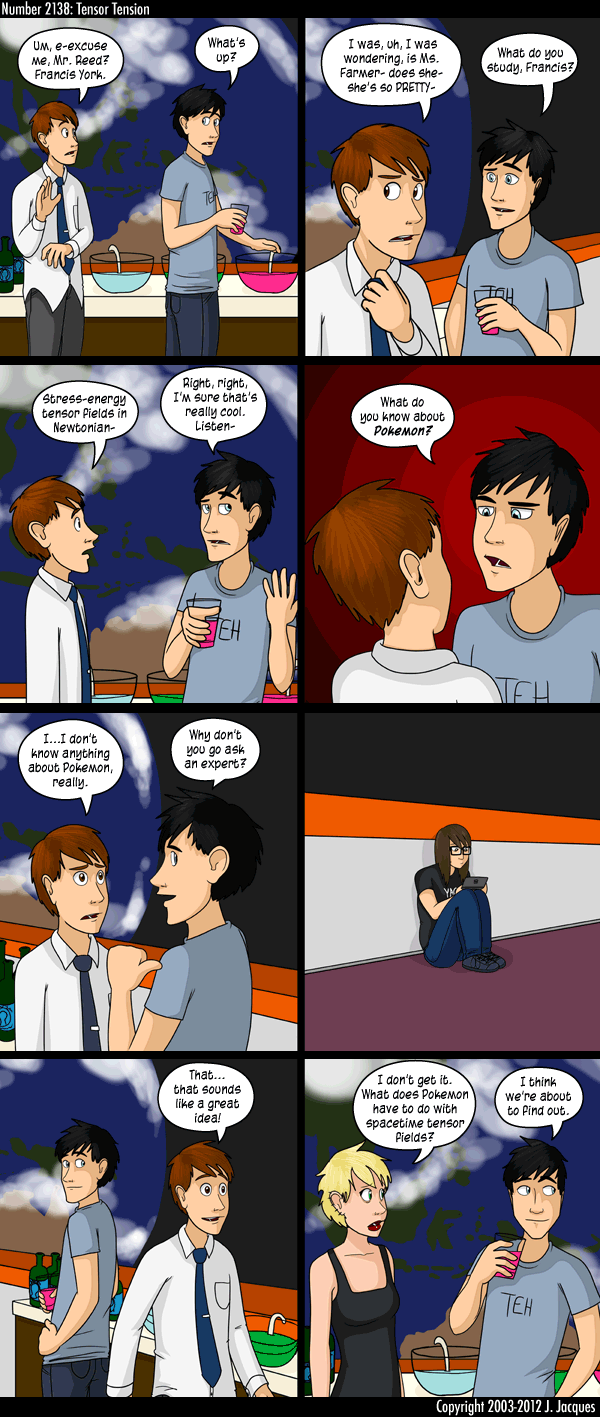 Number 2138: Tensor Tension
Um, e-excuse
me, Mr. Reed?
Francis York.
What's
up?
TEH
I was, uh, I was
wondering, is Ms.
Farmer- does she-
she's so PRETTY-
What do you
study, Francis?
TEH
Stress-energy
tensor fields in
Newtonian-
Right, right,
I'm sure that's
really cool.
Listen-
TEH
What do
you know about
Pokemon?
TEH
I...I don't
know anything
about Pokemon,
really.
Why don't
you go ask
an expert?
That...
that sounds
like a great
idea!
I don't get it.
What does Pokemon
have to do with
spacetime tensor
fields?
I think
we're about
to find out.
TEH
Copyright 2003-2012 J. Jacques